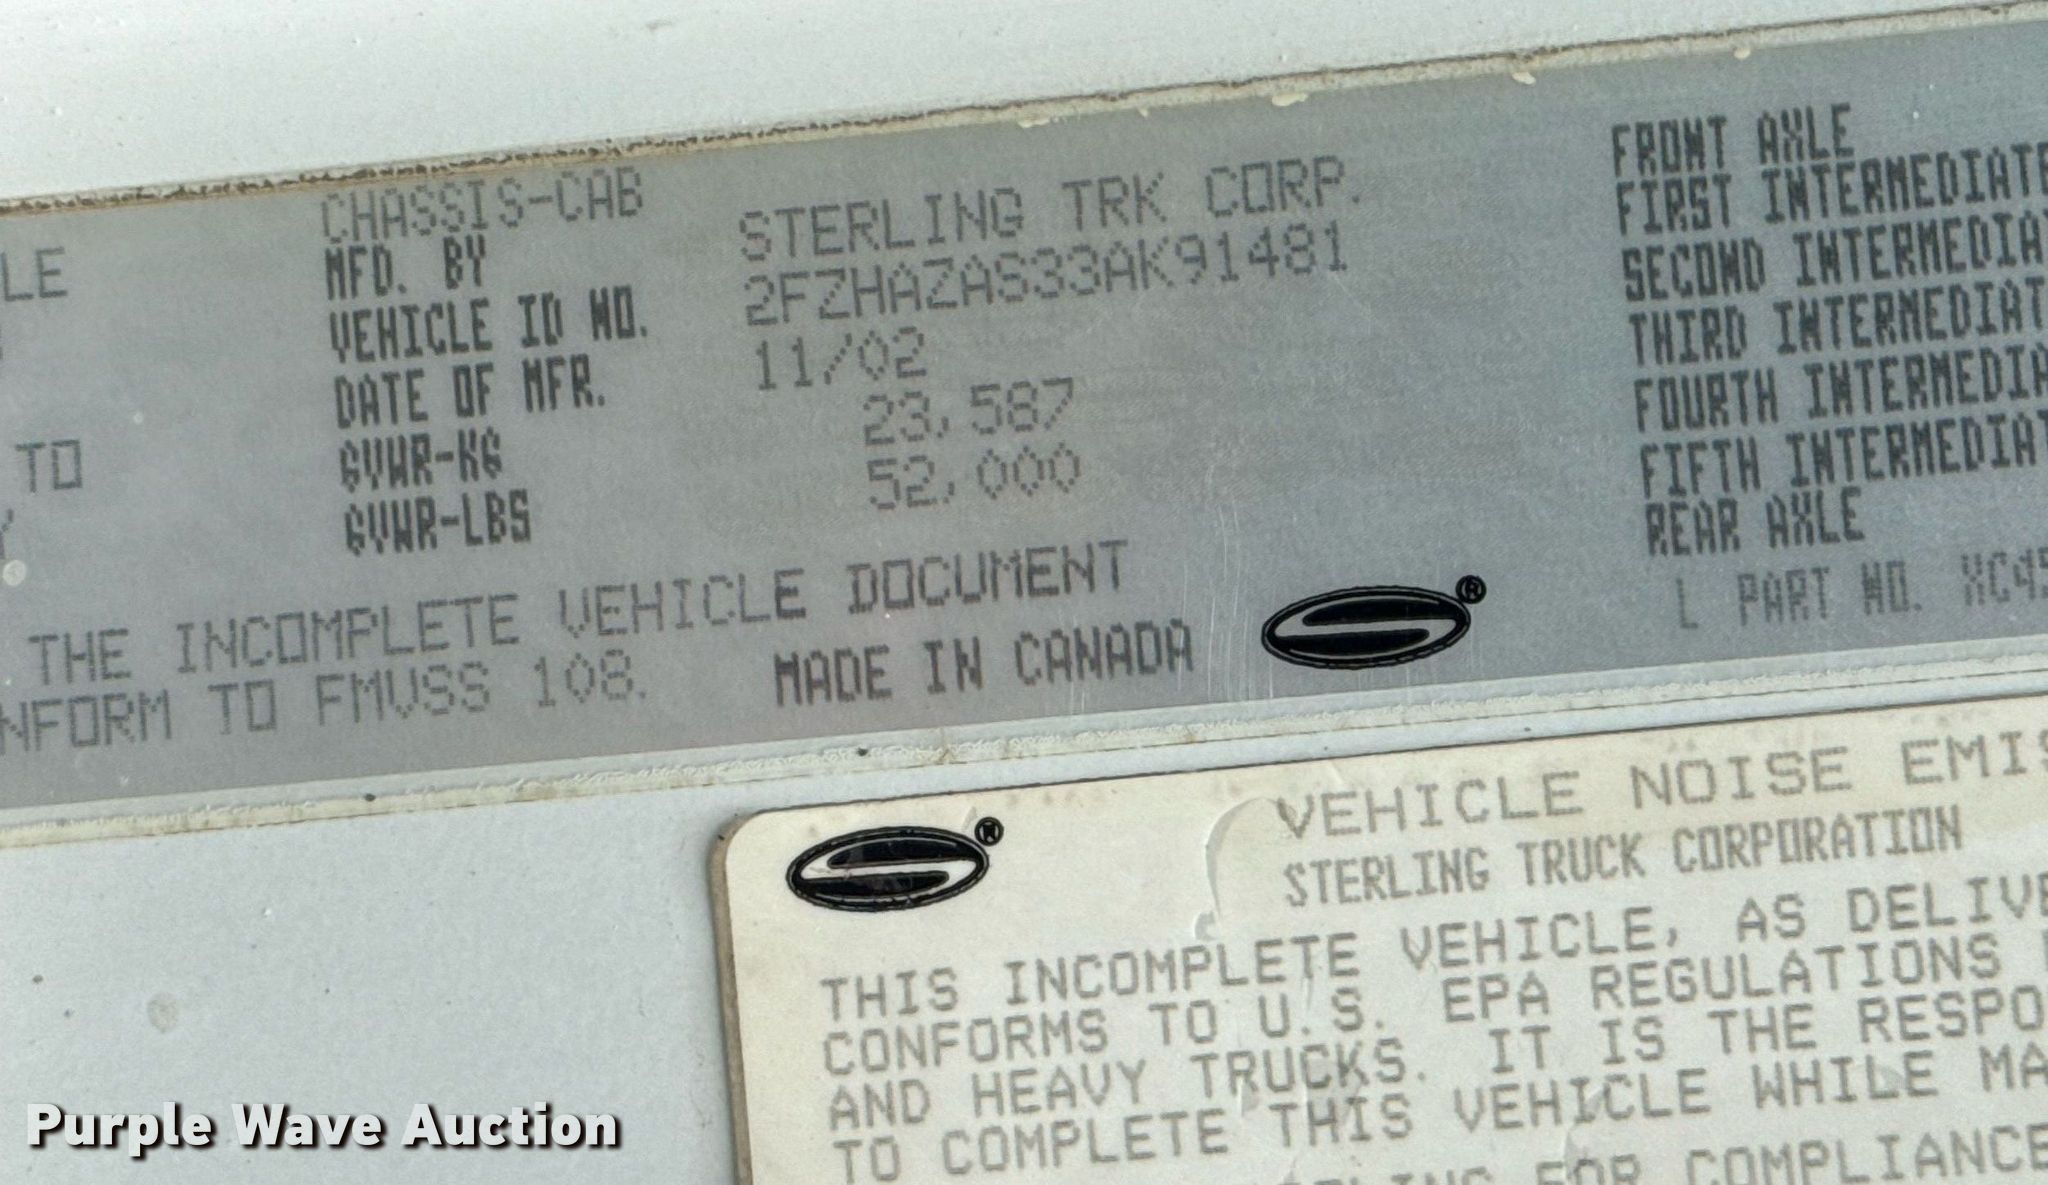 CHASSIS-CAB
LE
MFD. BY STERLING TRK CORP.
VEHICLE ID NO. 2FZHAZAS33AK91481
DATE OF MFR. 11/02
TO
GVWR-KG 23,587
Y
GVWR-LBS 52,000
THE INCOMPLETE VEHICLE DOCUMENT
NFORM TO FMVSS 108. MADE IN CANADA
FRONT AXLE
FIRST INTERMEDIATE
SECOND INTERMEDIA
THIRD INTERMEDIAT
FOURTH INTERMEDIA
FIFTH INTERMEDIAT
REAR AXLE
L PART NO. XC45
VEHICLE NOISE EMIS
STERLING TRUCK CORPORATION
THIS INCOMPLETE VEHICLE, AS DELIVE
CONFORMS TO U.S. EPA REGULATIONS
AND HEAVY TRUCKS. IT IS THE RESPO
TO COMPLETE THIS VEHICLE WHILE MA
LING FOR COMPLIANCE
Purple Wave Auction